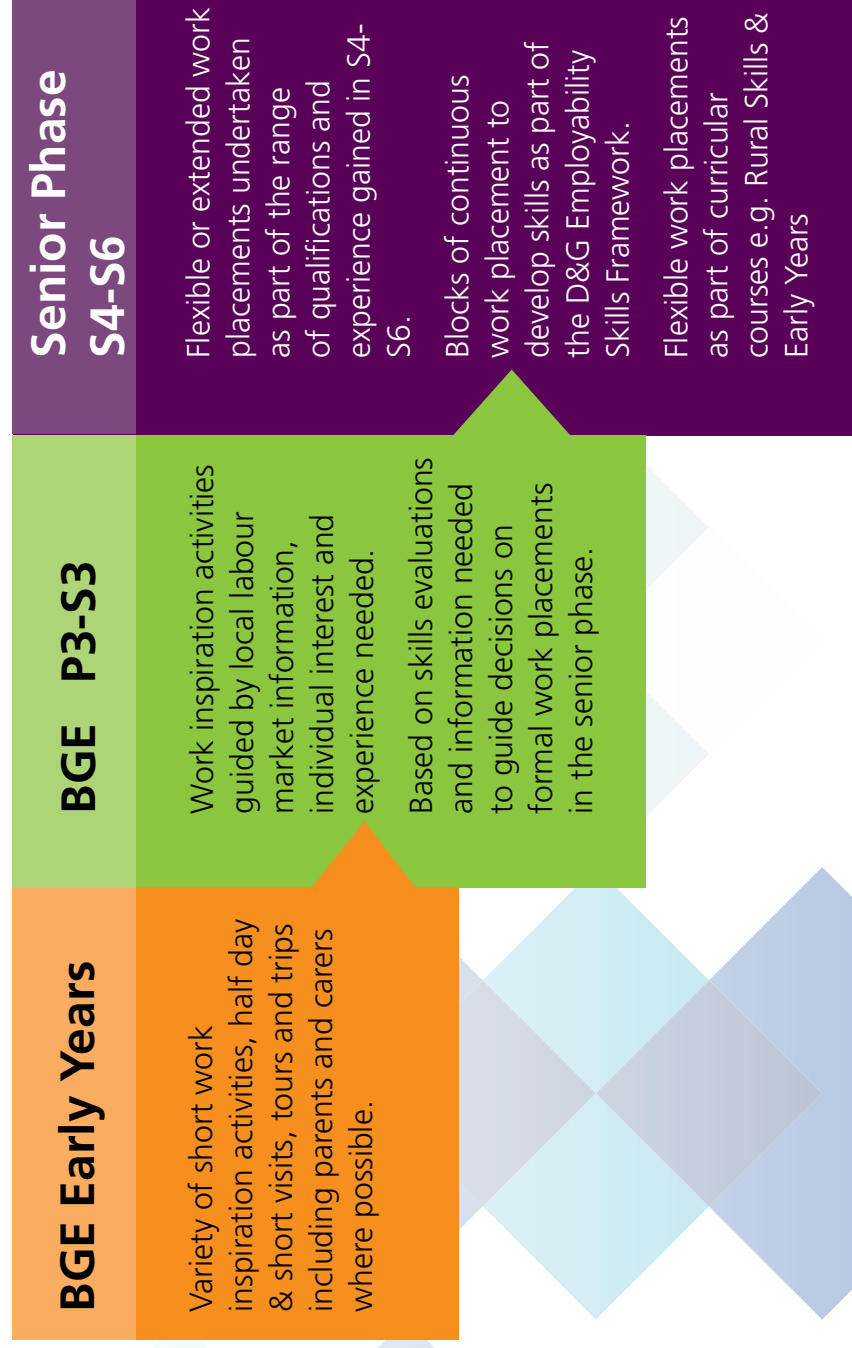 BGE Early Years
Variety of short work
inspiration activities, half day
& short visits, tours and trips
including parents and carers
where possible.
BGE P3-S3
Work inspiration activities
guided by local labour
market information,
individual interest and
experience needed.
Based on skills evaluations
and information needed
to guide decisions on
formal work placements
in the senior phase.
Senior Phase
S4-S6
Flexible or extended work
placements undertaken
as part of the range
of qualifications and
experience gained in S4-
S6.
Blocks of continuous
work placement to
develop skills as part of
the D&G Employability
Skills Framework.
Flexible work placements
as part of curricular
courses e.g. Rural Skills &
Early Years